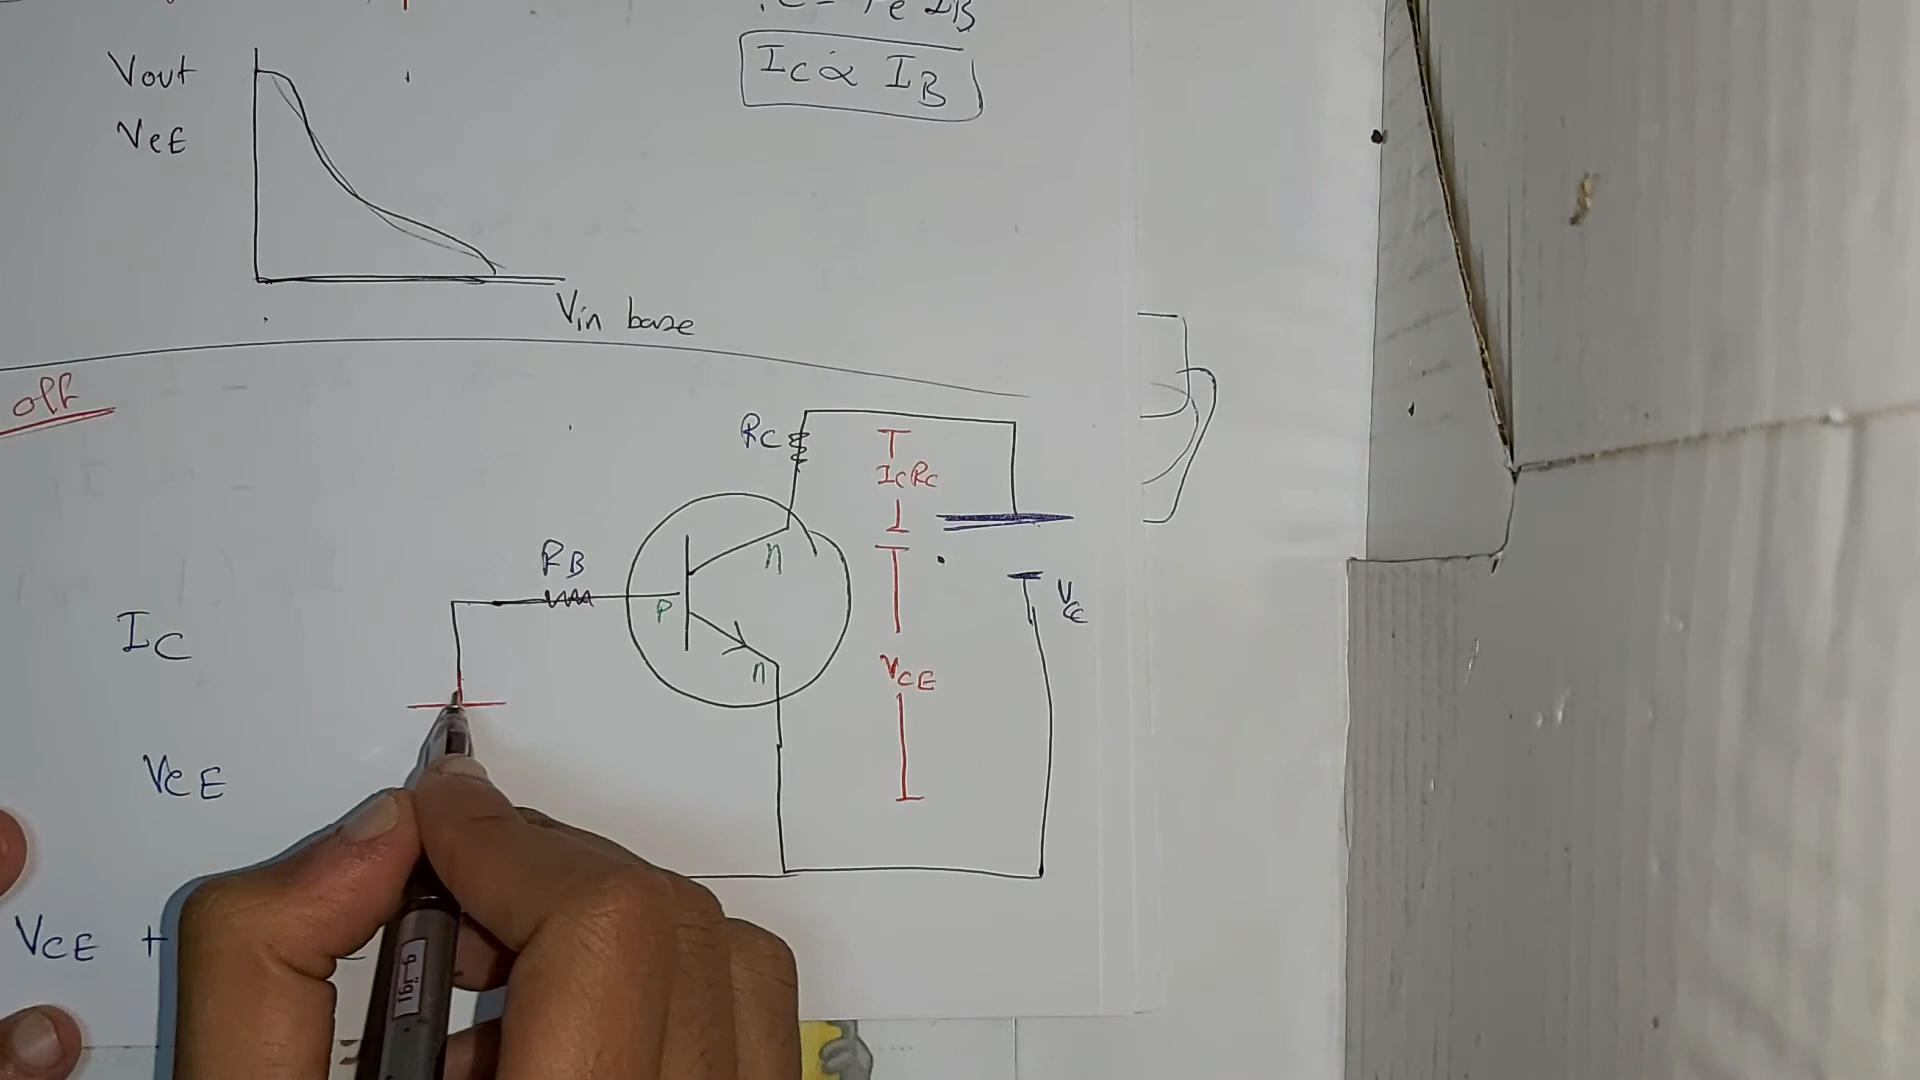 Vout
VCE
IC ∝ IB
Vin base
off
RC
ICRC
RB
n
P
n
VCE
VCC
IC
VCE
VCE +